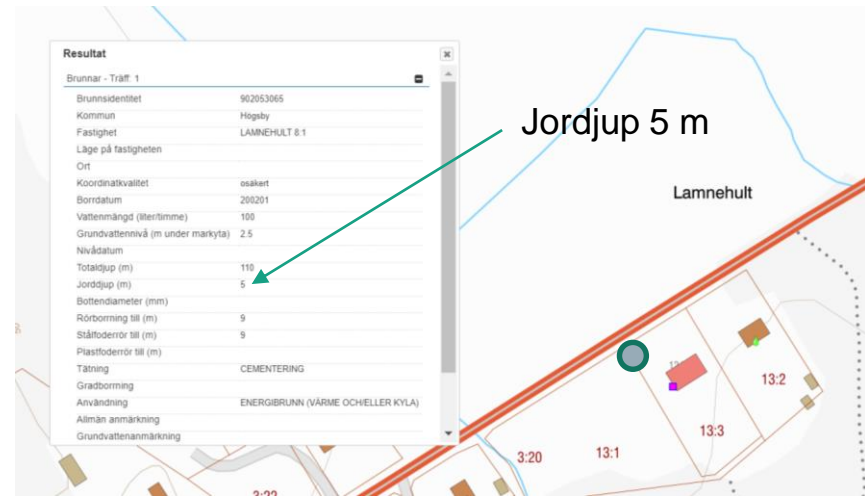 Resultat
Brunnar - Träff: 1
Brunnsidentitet 902053065
Kommun Högsby
Fastighet LAMNEHULT 8:1
Läge på fastigheten
Ort
Koordinatkvalitet osäkert
Borrdatum 200201
Vattenmängd (liter/timme) 100
Grundvattennivå (m under markyta) 2.5
Nivådatum
Totaldjup (m) 110
Jorddjup (m) 5
Bottendiameter (mm)
Rörborrning till (m) 9
Stålfoderrör till (m) 9
Plastfoderrör till (m)
Tätning CEMENTERING
Gradborrning
Användning ENERGIBRUNN (VÄRME OCH/ELLER KYLA)
Allmän anmärkning
Grundvattenanmärkning
Jordjup 5 m
Lamnehult
13:2
13:3
13:1
3:20
3:22